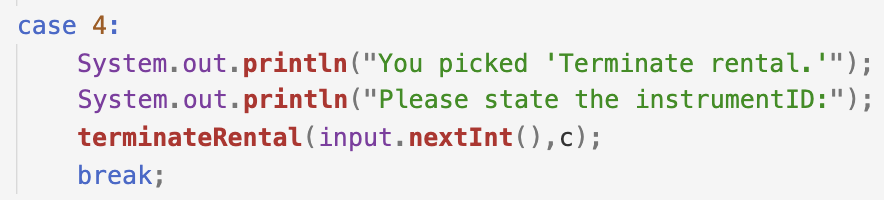 case 4:
System.out.println("You picked 'Terminate rental.'");
System.out.println("Please state the instrumentID:");
terminateRental(input.nextInt(),c);
break;